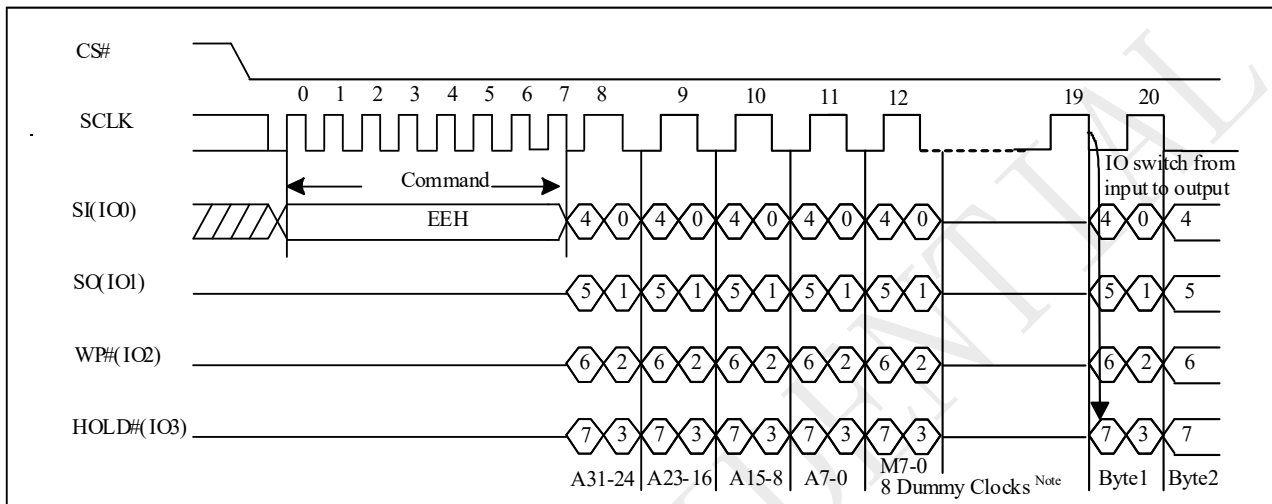 CS#
0 1 2 3 4 5 6 7 8 9 10 11 12 19 20
SCLK
IO switch from
input to output
Command
SI(IO0)
EEH
4 0 4 0 4 0 4 0 4 0 4 0 4
SO(IO1)
5 1 5 1 5 1 5 1 5 1 5 1 5
WP#(IO2)
6 2 6 2 6 2 6 2 6 2 6 2 6
HOLD#(IO3)
7 3 7 3 7 3 7 3 7 3 7 3 7
A31-24 A23-16 A15-8 A7-0 M7-0 Byte1 Byte2
8 Dummy Clocks Note
DENTIAL